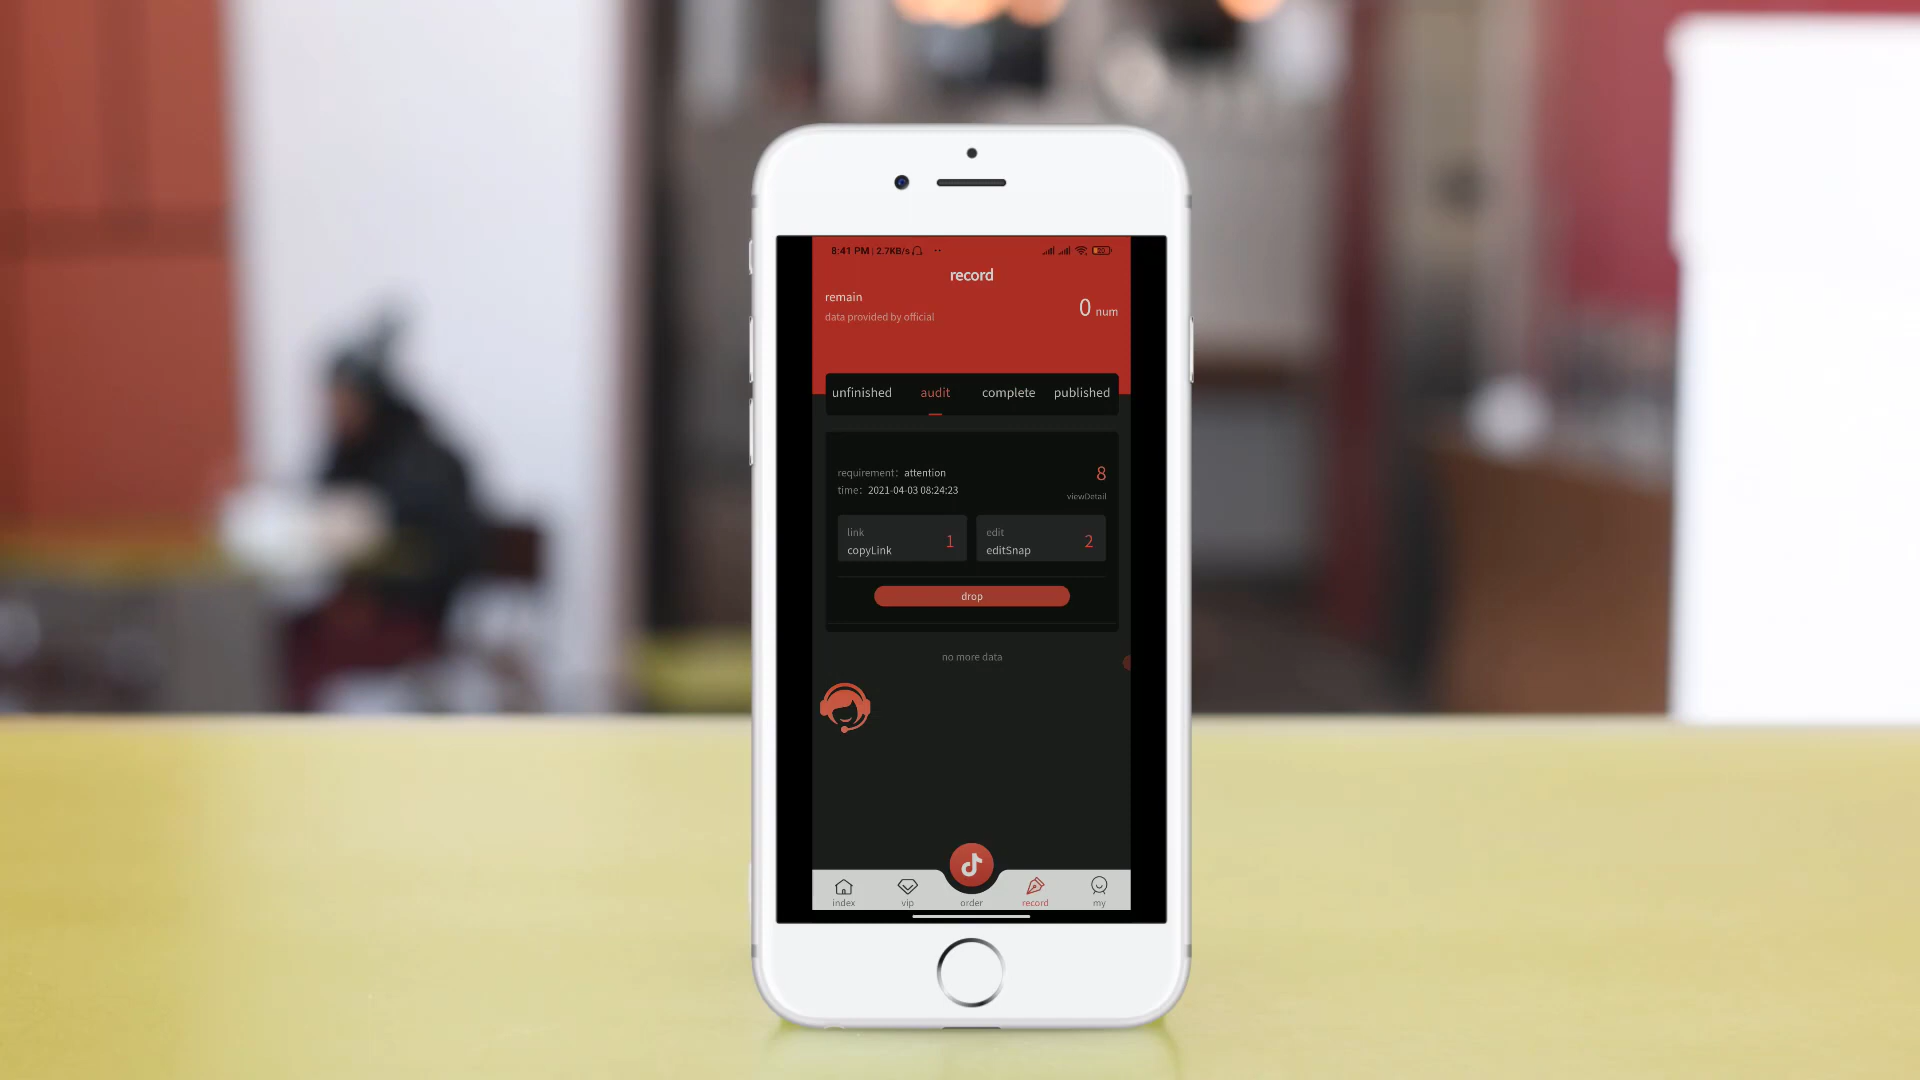 8:41 PM | 2.7KB/s
record
remain
0 num
data provided by official
unfinished audit complete published
requirement: attention
8
time: 2021-04-03 08:24:23
viewDetail
link
copyLink
1
edit
editSnap
2
drop
no more data
index vip order record my